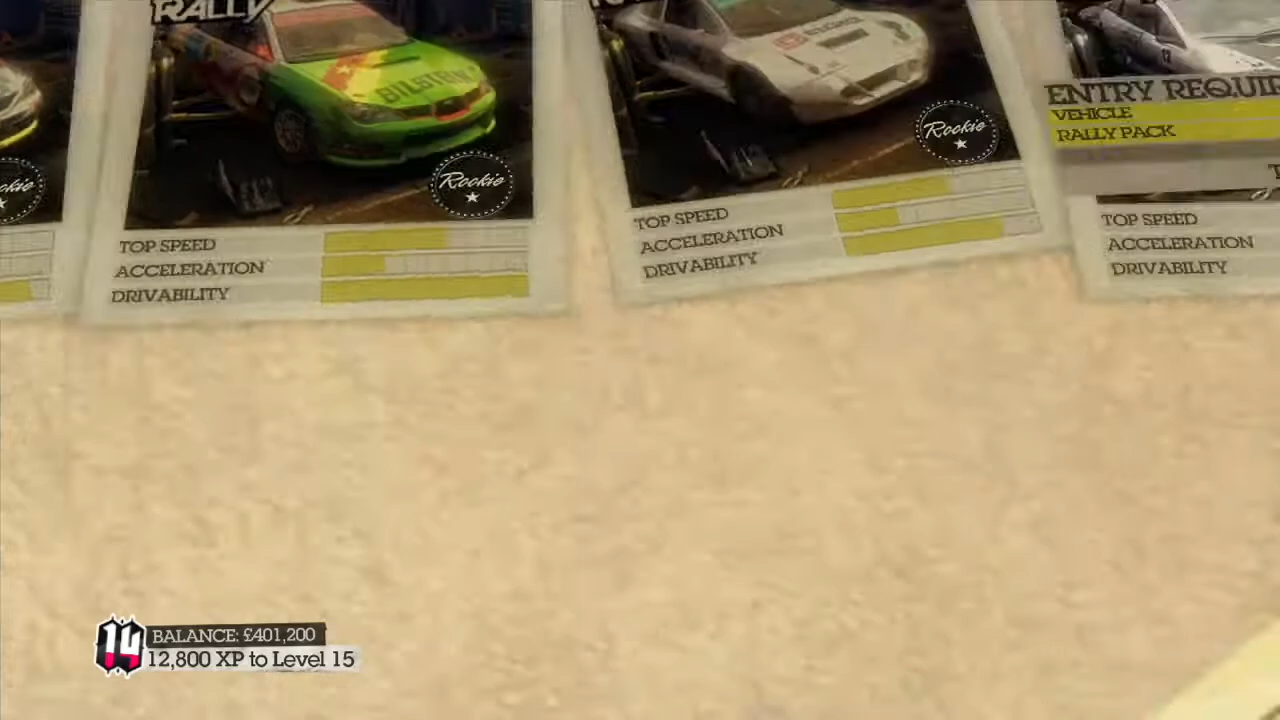 RALLY
BILSTEIN
Rookie
TOP SPEED
ACCELERATION
DRIVABILITY
Rookie
TOP SPEED
ACCELERATION
DRIVABILITY
ENTRY REQUIR
VEHICLE
RALLY PACK
TOP SPEED
ACCELERATION
DRIVABILITY
14
BALANCE: £401,200
12,800 XP to Level 15